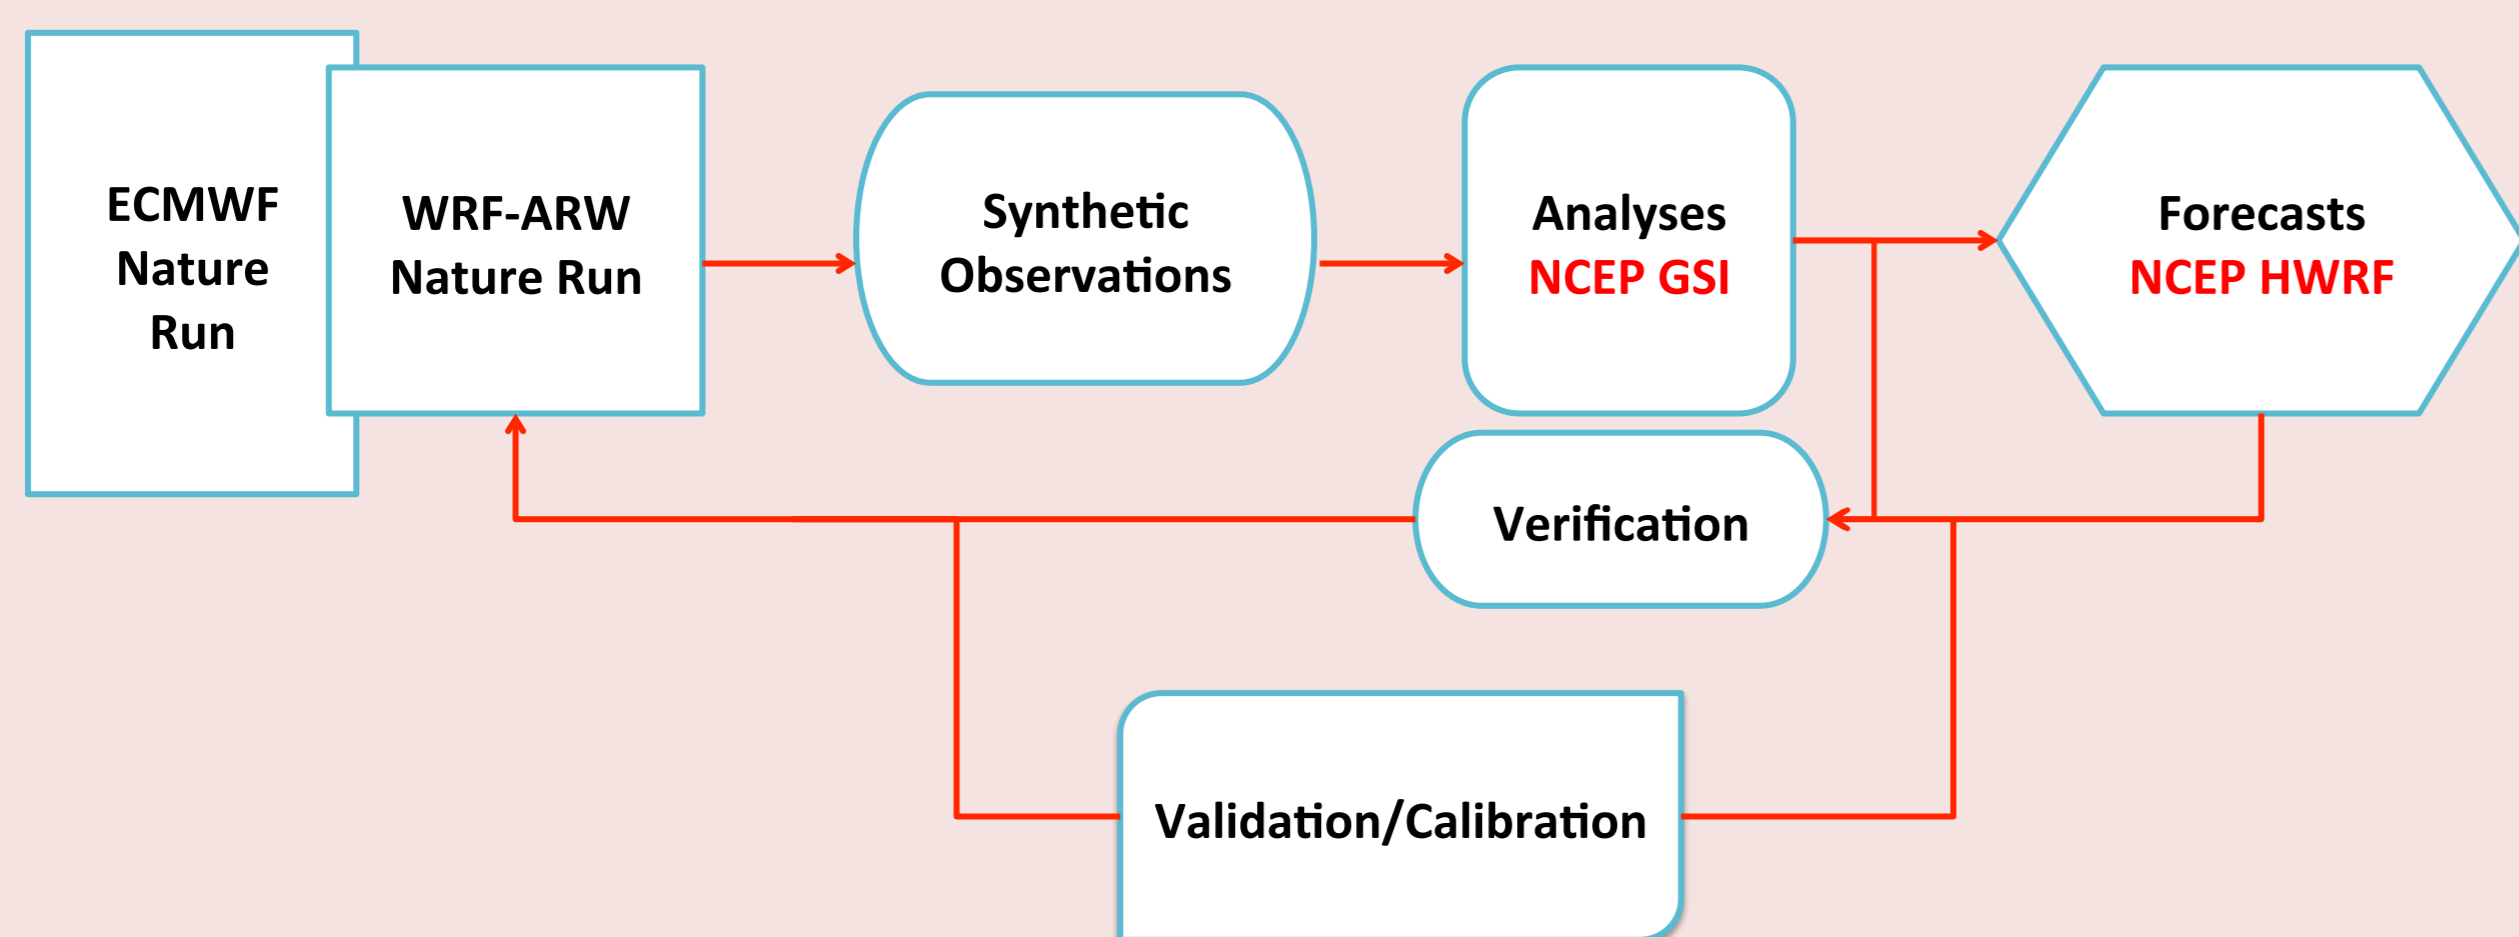 ECMWF
Nature
Run
WRF-ARW
Nature Run
Synthetic
Observations
Analyses
NCEP GSI
Forecasts
NCEP HWRF
Verification
Validation/Calibration